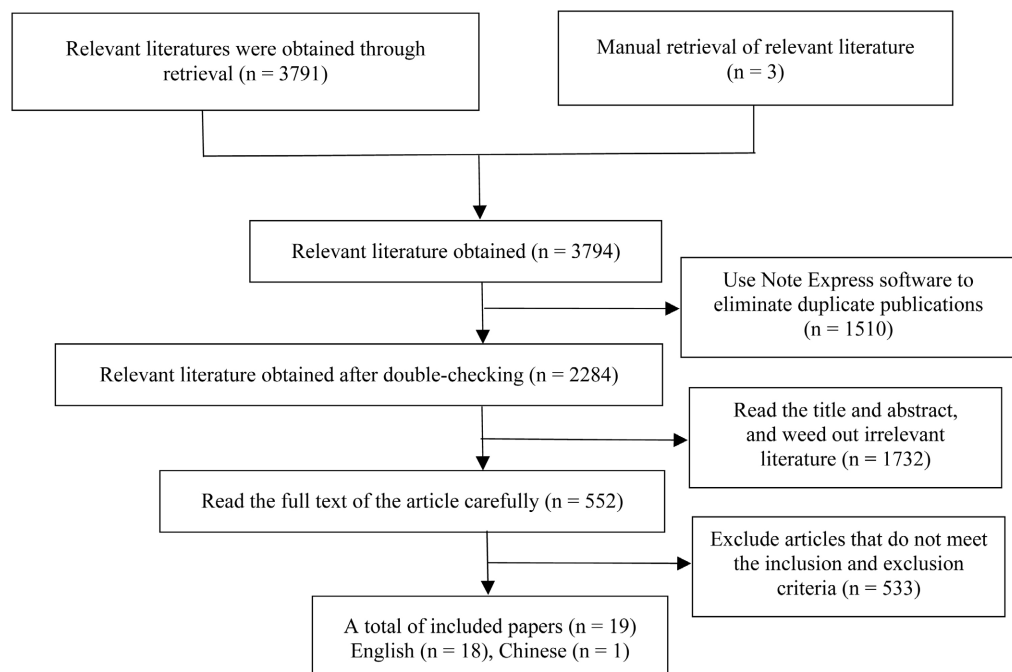 Relevant literatures were obtained through
retrieval (n = 3791)
Manual retrieval of relevant literature
(n = 3)
Relevant literature obtained (n = 3794)
Use Note Express software to
eliminate duplicate publications
(n = 1510)
Relevant literature obtained after double-checking (n = 2284)
Read the title and abstract,
and weed out irrelevant
literature (n = 1732)
Read the full text of the article carefully (n = 552)
Exclude articles that do not meet
the inclusion and exclusion
criteria (n = 533)
A total of included papers (n = 19)
English (n = 18), Chinese (n = 1)